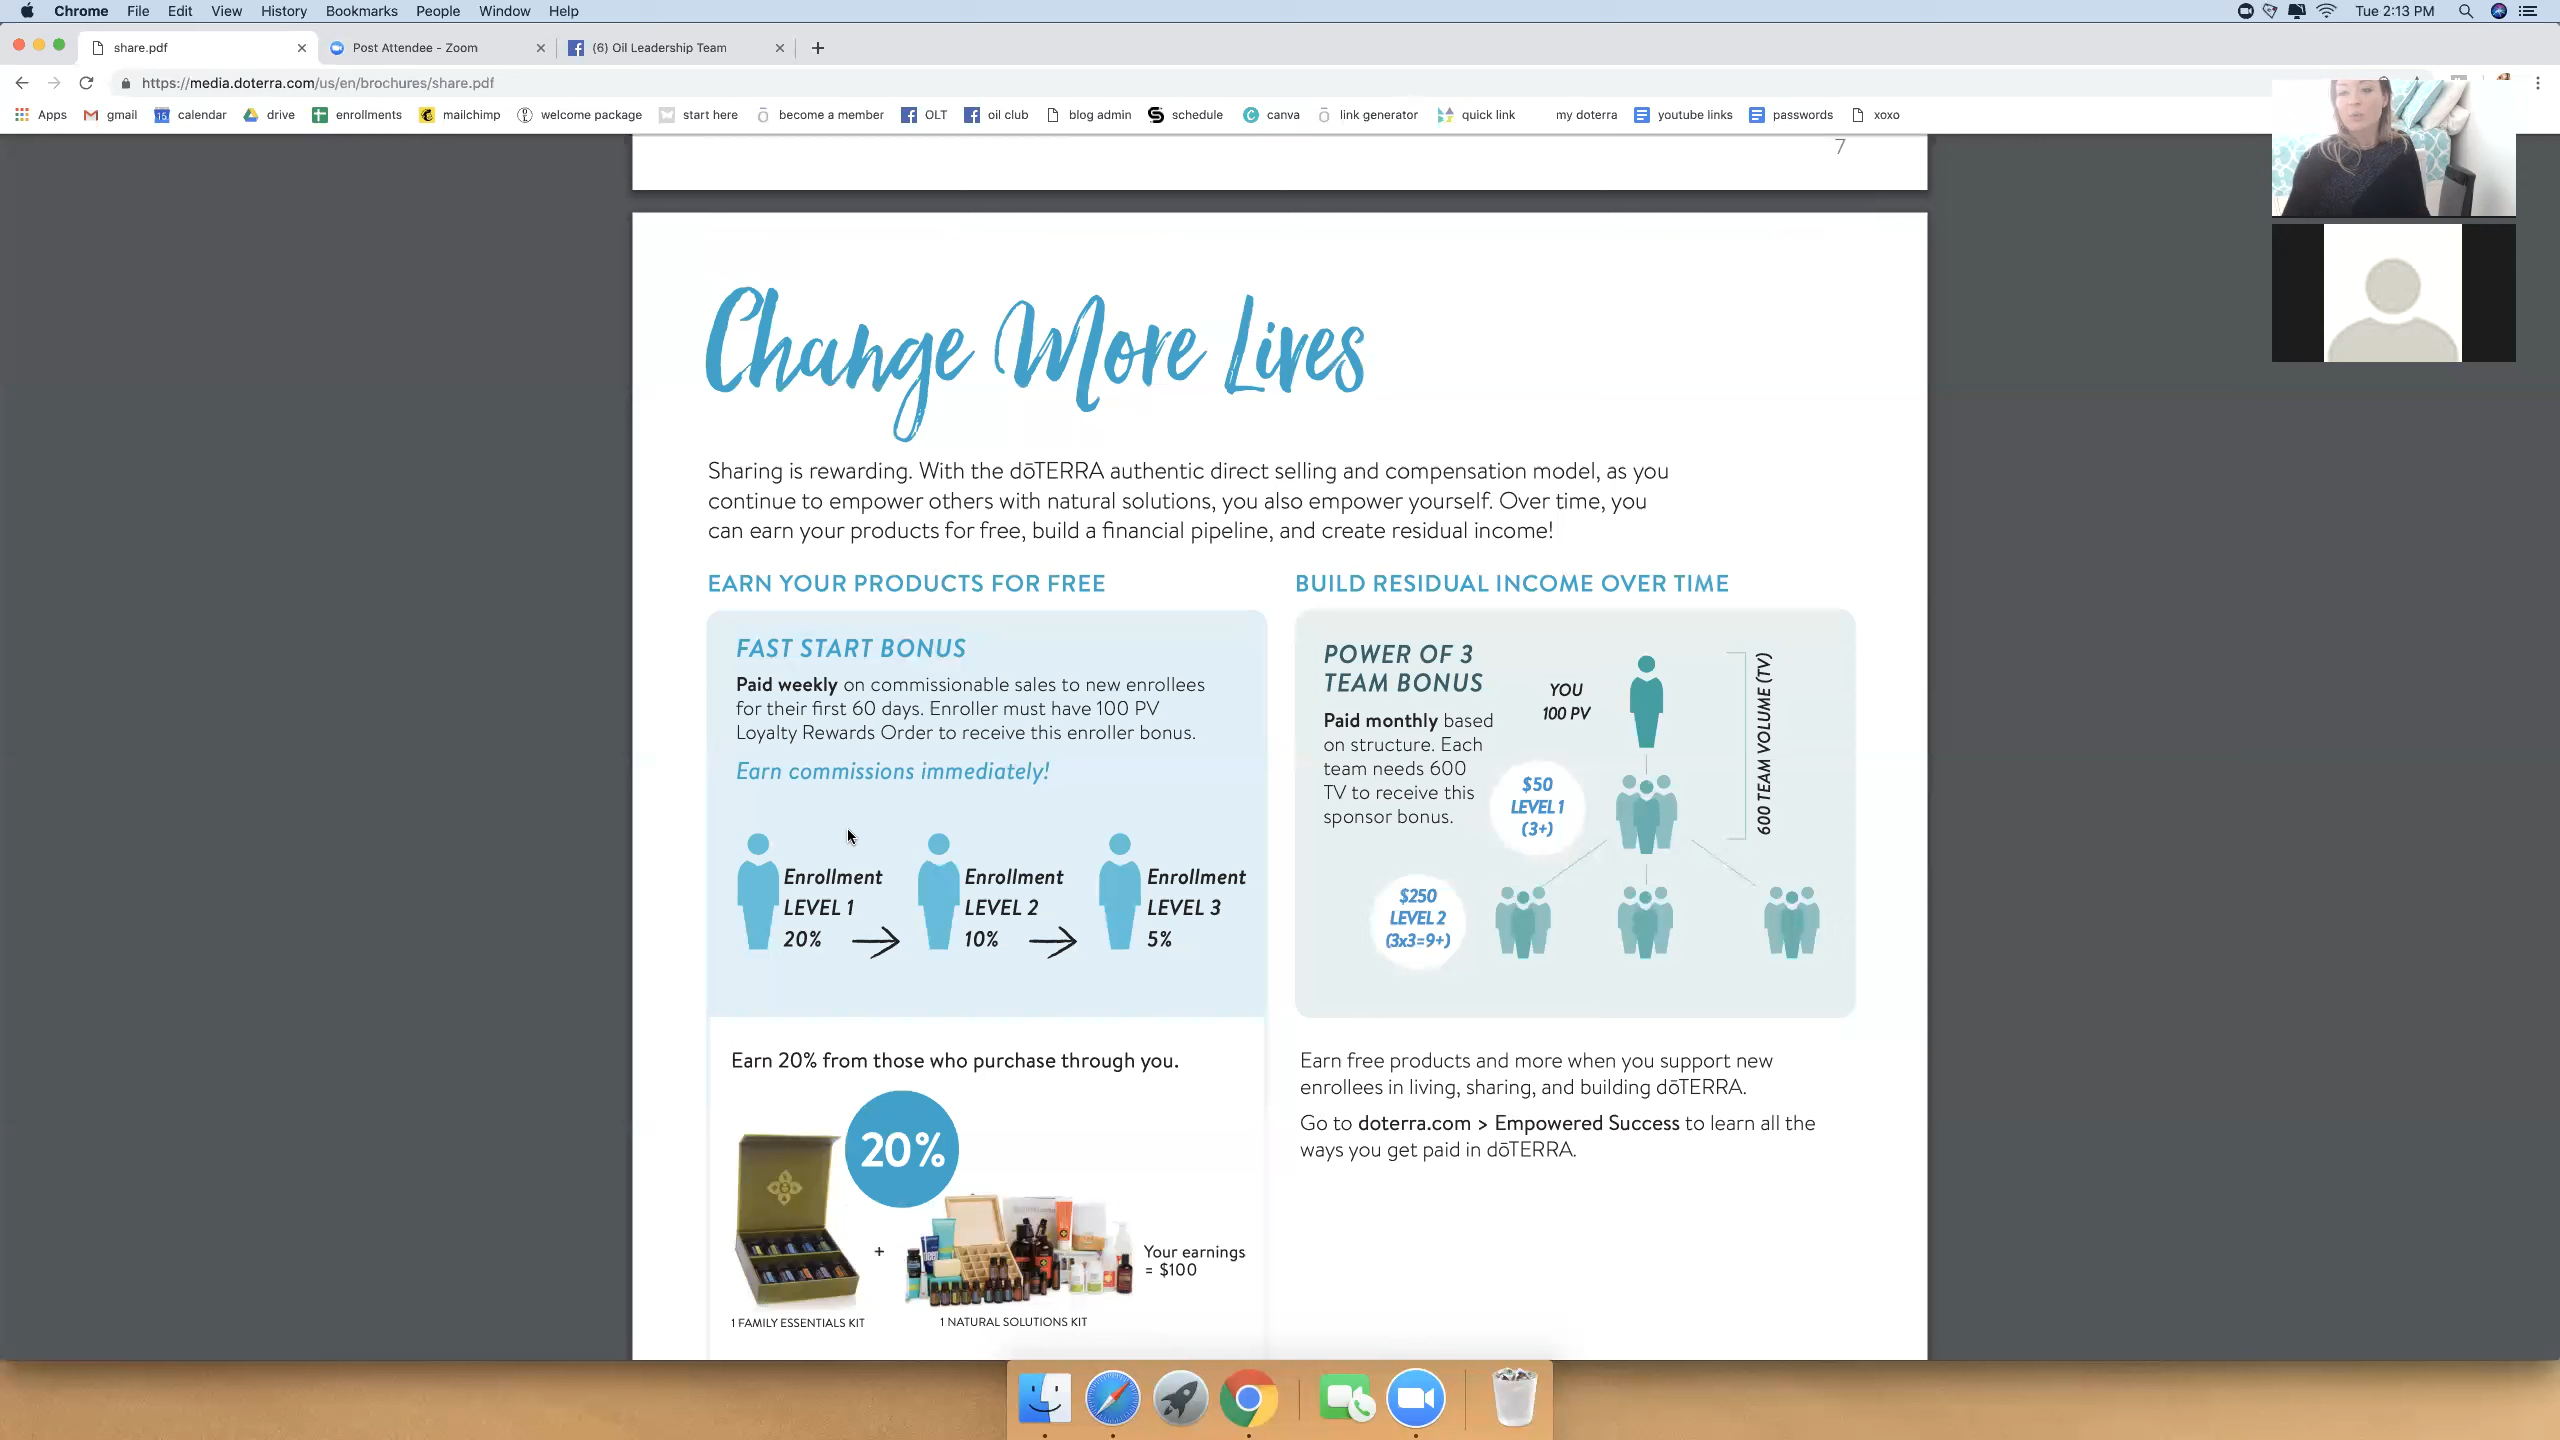 Chrome File Edit View History Bookmarks People Window Help Tue 2:13 PM
share.pdf Post Attendee - Zoom (6) Oil Leadership Team
https://media.doterra.com/us/en/brochures/share.pdf
Apps gmail calendar drive enrollments mailchimp welcome package start here become a member OLT oil club blog admin schedule canva link generator quick link my doterra youtube links passwords xoxo
7
Change More Lives
Sharing is rewarding. With the dōTERRA authentic direct selling and compensation model, as you
continue to empower others with natural solutions, you also empower yourself. Over time, you
can earn your products for free, build a financial pipeline, and create residual income!
EARN YOUR PRODUCTS FOR FREE
FAST START BONUS
Paid weekly on commissionable sales to new enrollees
for their first 60 days. Enroller must have 100 PV
Loyalty Rewards Order to receive this enroller bonus.
Earn commissions immediately!
Enrollment
LEVEL 1
20%
Enrollment
LEVEL 2
10%
Enrollment
LEVEL 3
5%
Earn 20% from those who purchase through you.
20%
+
Your earnings
= $100
1 FAMILY ESSENTIALS KIT
1 NATURAL SOLUTIONS KIT
BUILD RESIDUAL INCOME OVER TIME
POWER OF 3
TEAM BONUS
Paid monthly based
on structure. Each
team needs 600
TV to receive this
sponsor bonus.
YOU
100 PV
600 TEAM VOLUME (TV)
$50
LEVEL 1
(3+)
$250
LEVEL 2
(3x3=9+)
Earn free products and more when you support new
enrollees in living, sharing, and building dōTERRA.
Go to doterra.com > Empowered Success to learn all the
ways you get paid in dōTERRA.